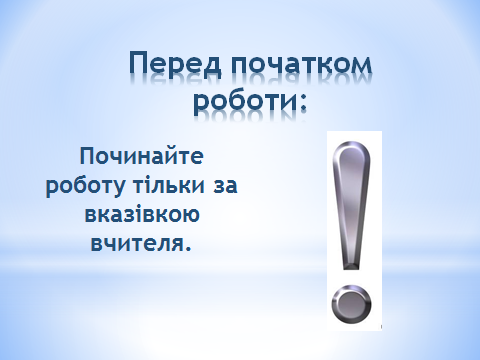 Перед початком
роботи:
Починайте
роботу тільки за
вказівкою
вчителя.